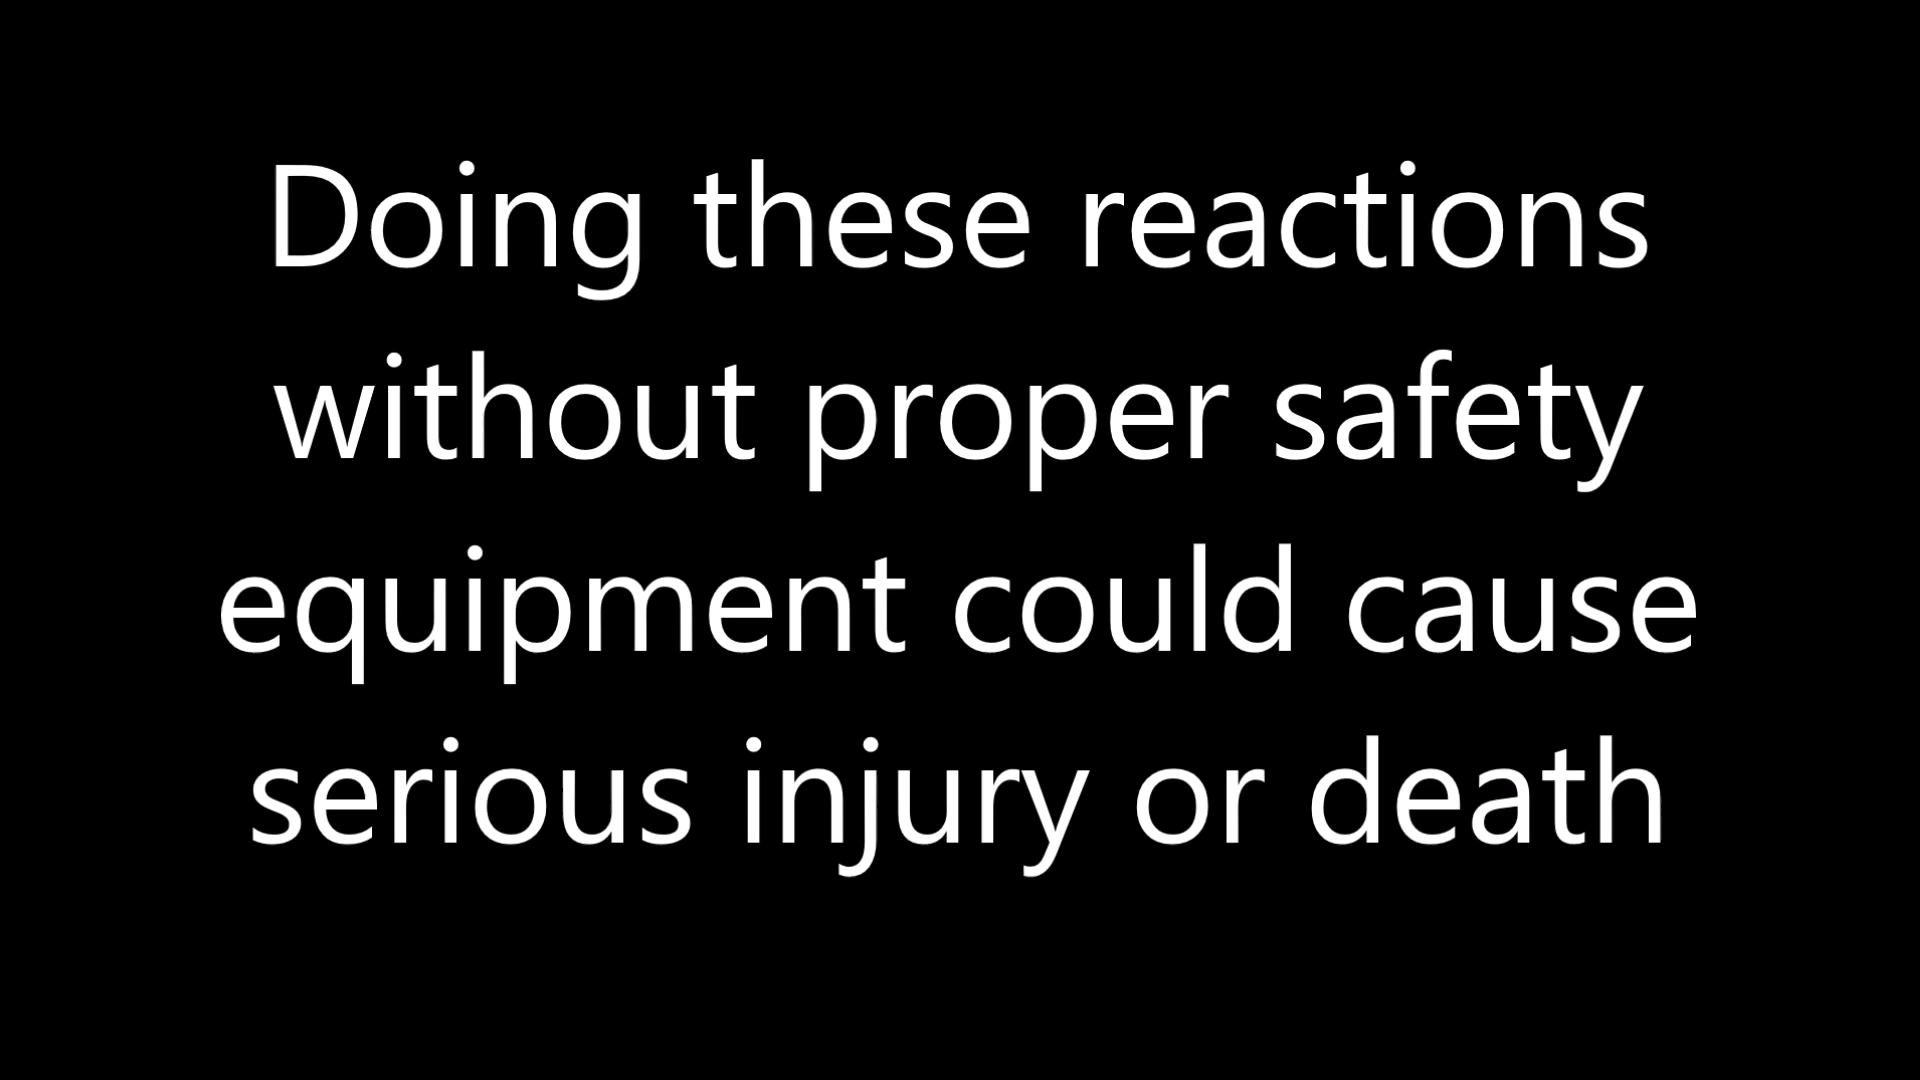 Doing these reactions
without proper safety
equipment could cause
serious injury or death